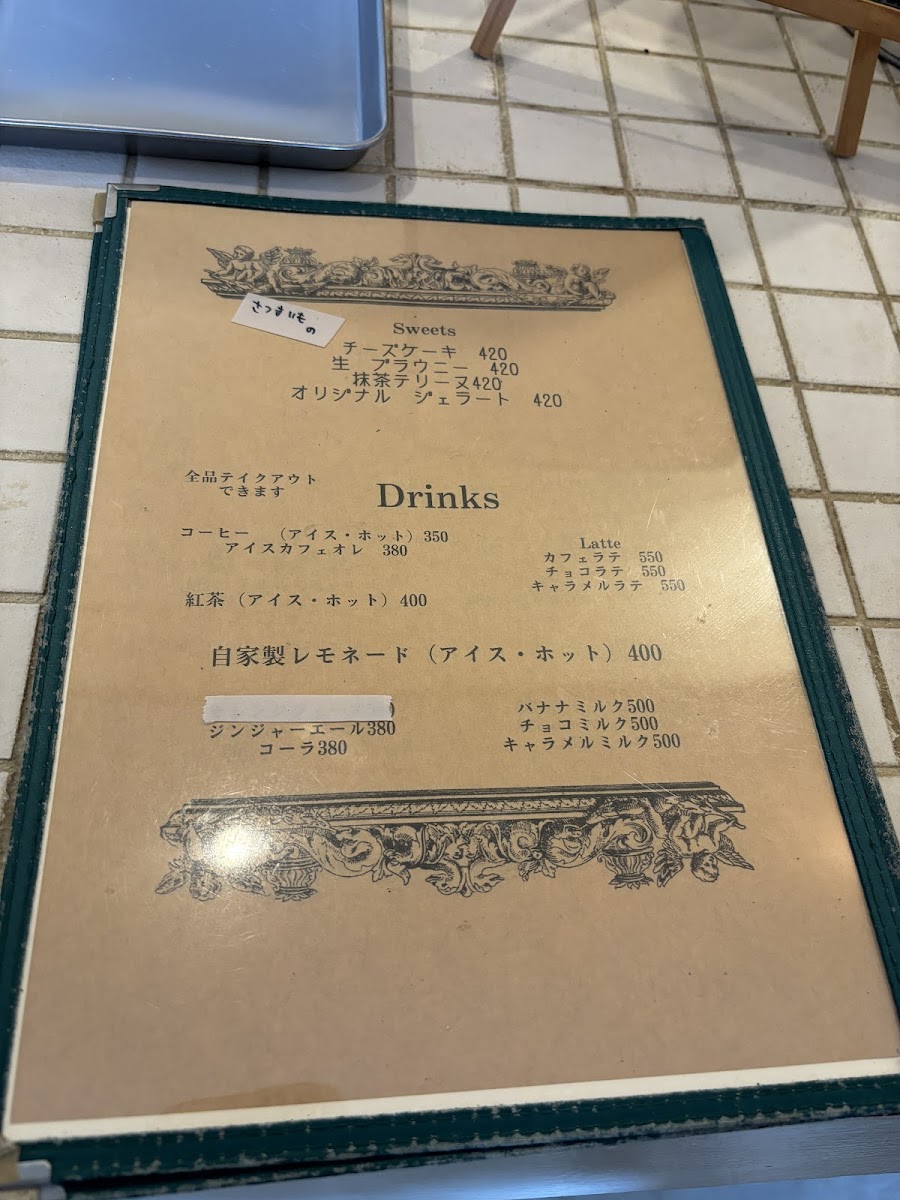 さつまいもの
Sweets
チーズケーキ 420
生 ブラウニー 420
抹茶テリーヌ420
オリジナル ジェラート 420
全品テイクアウト
できます
Drinks
コーヒー (アイス・ホット) 350
アイスカフェオレ 380
紅茶 (アイス・ホット) 400
Latte
カフェラテ 550
チョコラテ 550
キャラメルラテ 550
自家製レモネード (アイス・ホット) 400
ジンジャーエール380
コーラ380
バナナミルク500
チョコミルク500
キャラメルミルク500